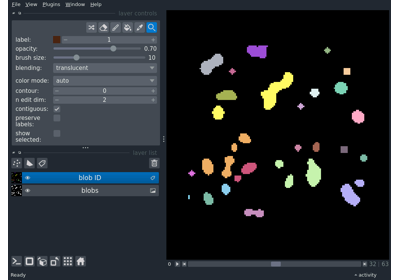 File View Plugins Window Help
layer controls
label: 1
opacity: 0.70
brush size: 10
blending: translucent
color mode: auto
contour: 0
n edit dim: 2
contiguous:
preserve
labels:
show
selected:
layer list
blob ID
blobs
32 63
Ready
activity